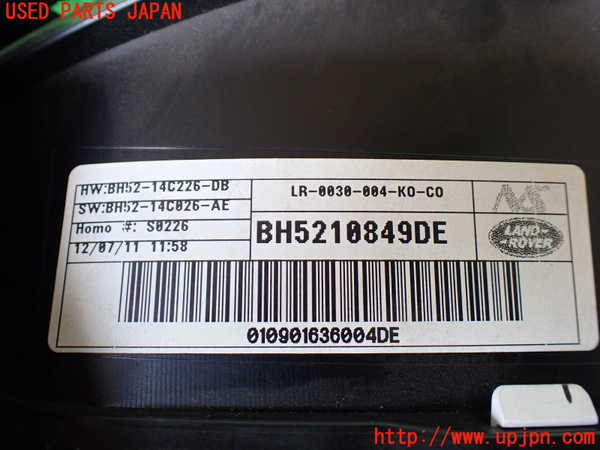 USED PARTS JAPAN
HW:BH52-14C226-DB
SW:BH52-14C026-AE
Homo #: S0226
12/07/11 11:58
LR-0030-004-KO-CO
BH5210849DE
LAND-
ROVER
010901636004DE
http://www.upjpn.com/